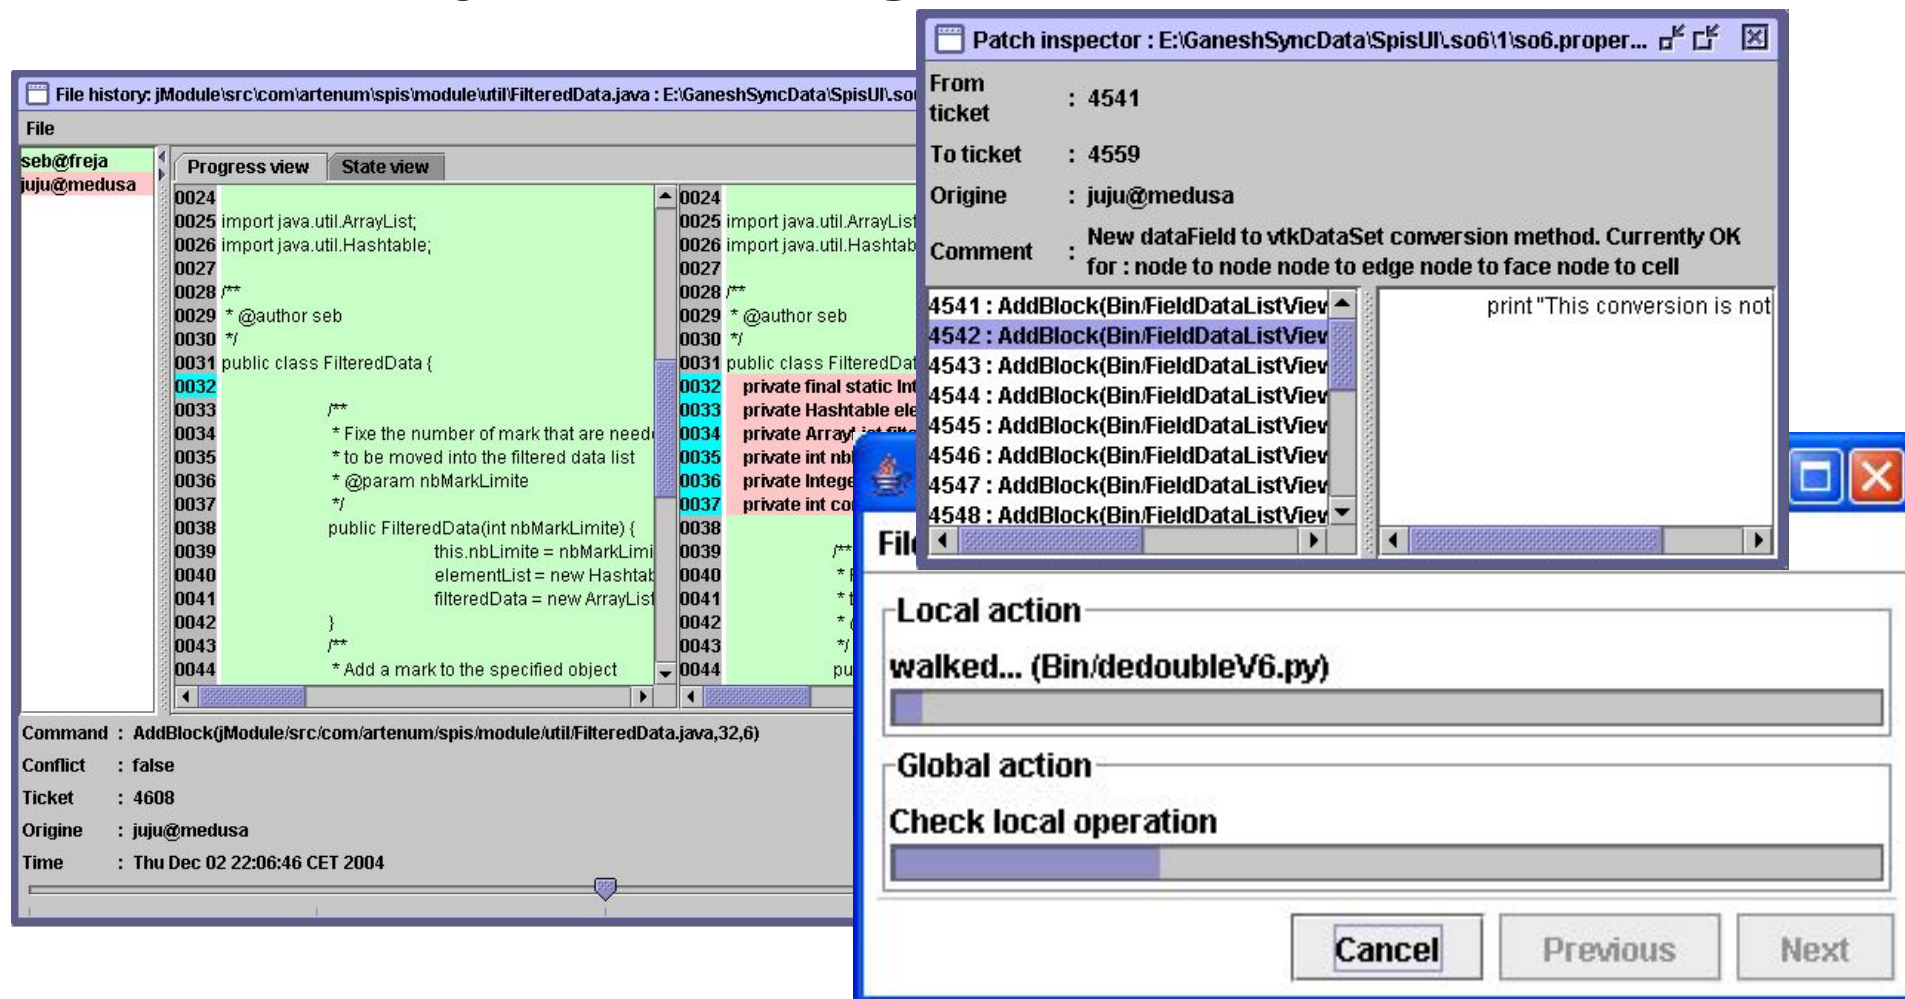 Patch inspector : E:\GaneshSyncData\SpisUI\.so6\1\so6.proper...
From
ticket : 4541
To ticket : 4559
Origine : juju@medusa
Comment : New dataField to vtkDataSet conversion method. Currently OK
for : node to node node to edge node to face node to cell
4541 : AddBlock(Bin/FieldDataListView
4542 : AddBlock(Bin/FieldDataListView
4543 : AddBlock(Bin/FieldDataListView
4544 : AddBlock(Bin/FieldDataListView
4545 : AddBlock(Bin/FieldDataListView
4546 : AddBlock(Bin/FieldDataListView
4547 : AddBlock(Bin/FieldDataListView
4548 : AddBlock(Bin/FieldDataListView
print "This conversion is not
File history: jModule\src\com\artenum\spis\module\util\FilteredData.java : E:\GaneshSyncData\SpisUI\.so
File
seb@freja
juju@medusa
Progress view State view
0024
0025 import java.util.ArrayList;
0026 import java.util.Hashtable;
0027
0028 /**
0029 * @author seb
0030 */
0031 public class FilteredData {
0032
0033 /**
0034 * Fixe the number of mark that are need
0035 * to be moved into the filtered data list
0036 * @param nbMarkLimite
0037 */
0038 public FilteredData(int nbMarkLimite) {
0039 this.nbLimite = nbMarkLimi
0040 elementList = new Hashtab
0041 filteredData = new ArrayList
0042 }
0043 /**
0044 * Add a mark to the specified object
0024
0025 import java.util.ArrayList
0026 import java.util.Hashtab
0027
0028 /**
0029 * @author seb
0030 */
0031 public class FilteredDat
0032 private final static Int
0033 private Hashtable ele
0034 private Array
0035 private int nb
0036 private Intege
0037 private int co
0038
0039 /**
0040 *
0041 * t
0042 *
0043 */
0044 pu
Command : AddBlock(jModule/src/com/artenum/spis/module/util/FilteredData.java,32,6)
Conflict : false
Ticket : 4608
Origine : juju@medusa
Time : Thu Dec 02 22:06:46 CET 2004
File
Local action
walked... (Bin/dedoubleV6.py)
Global action
Check local operation
Cancel Previous Next